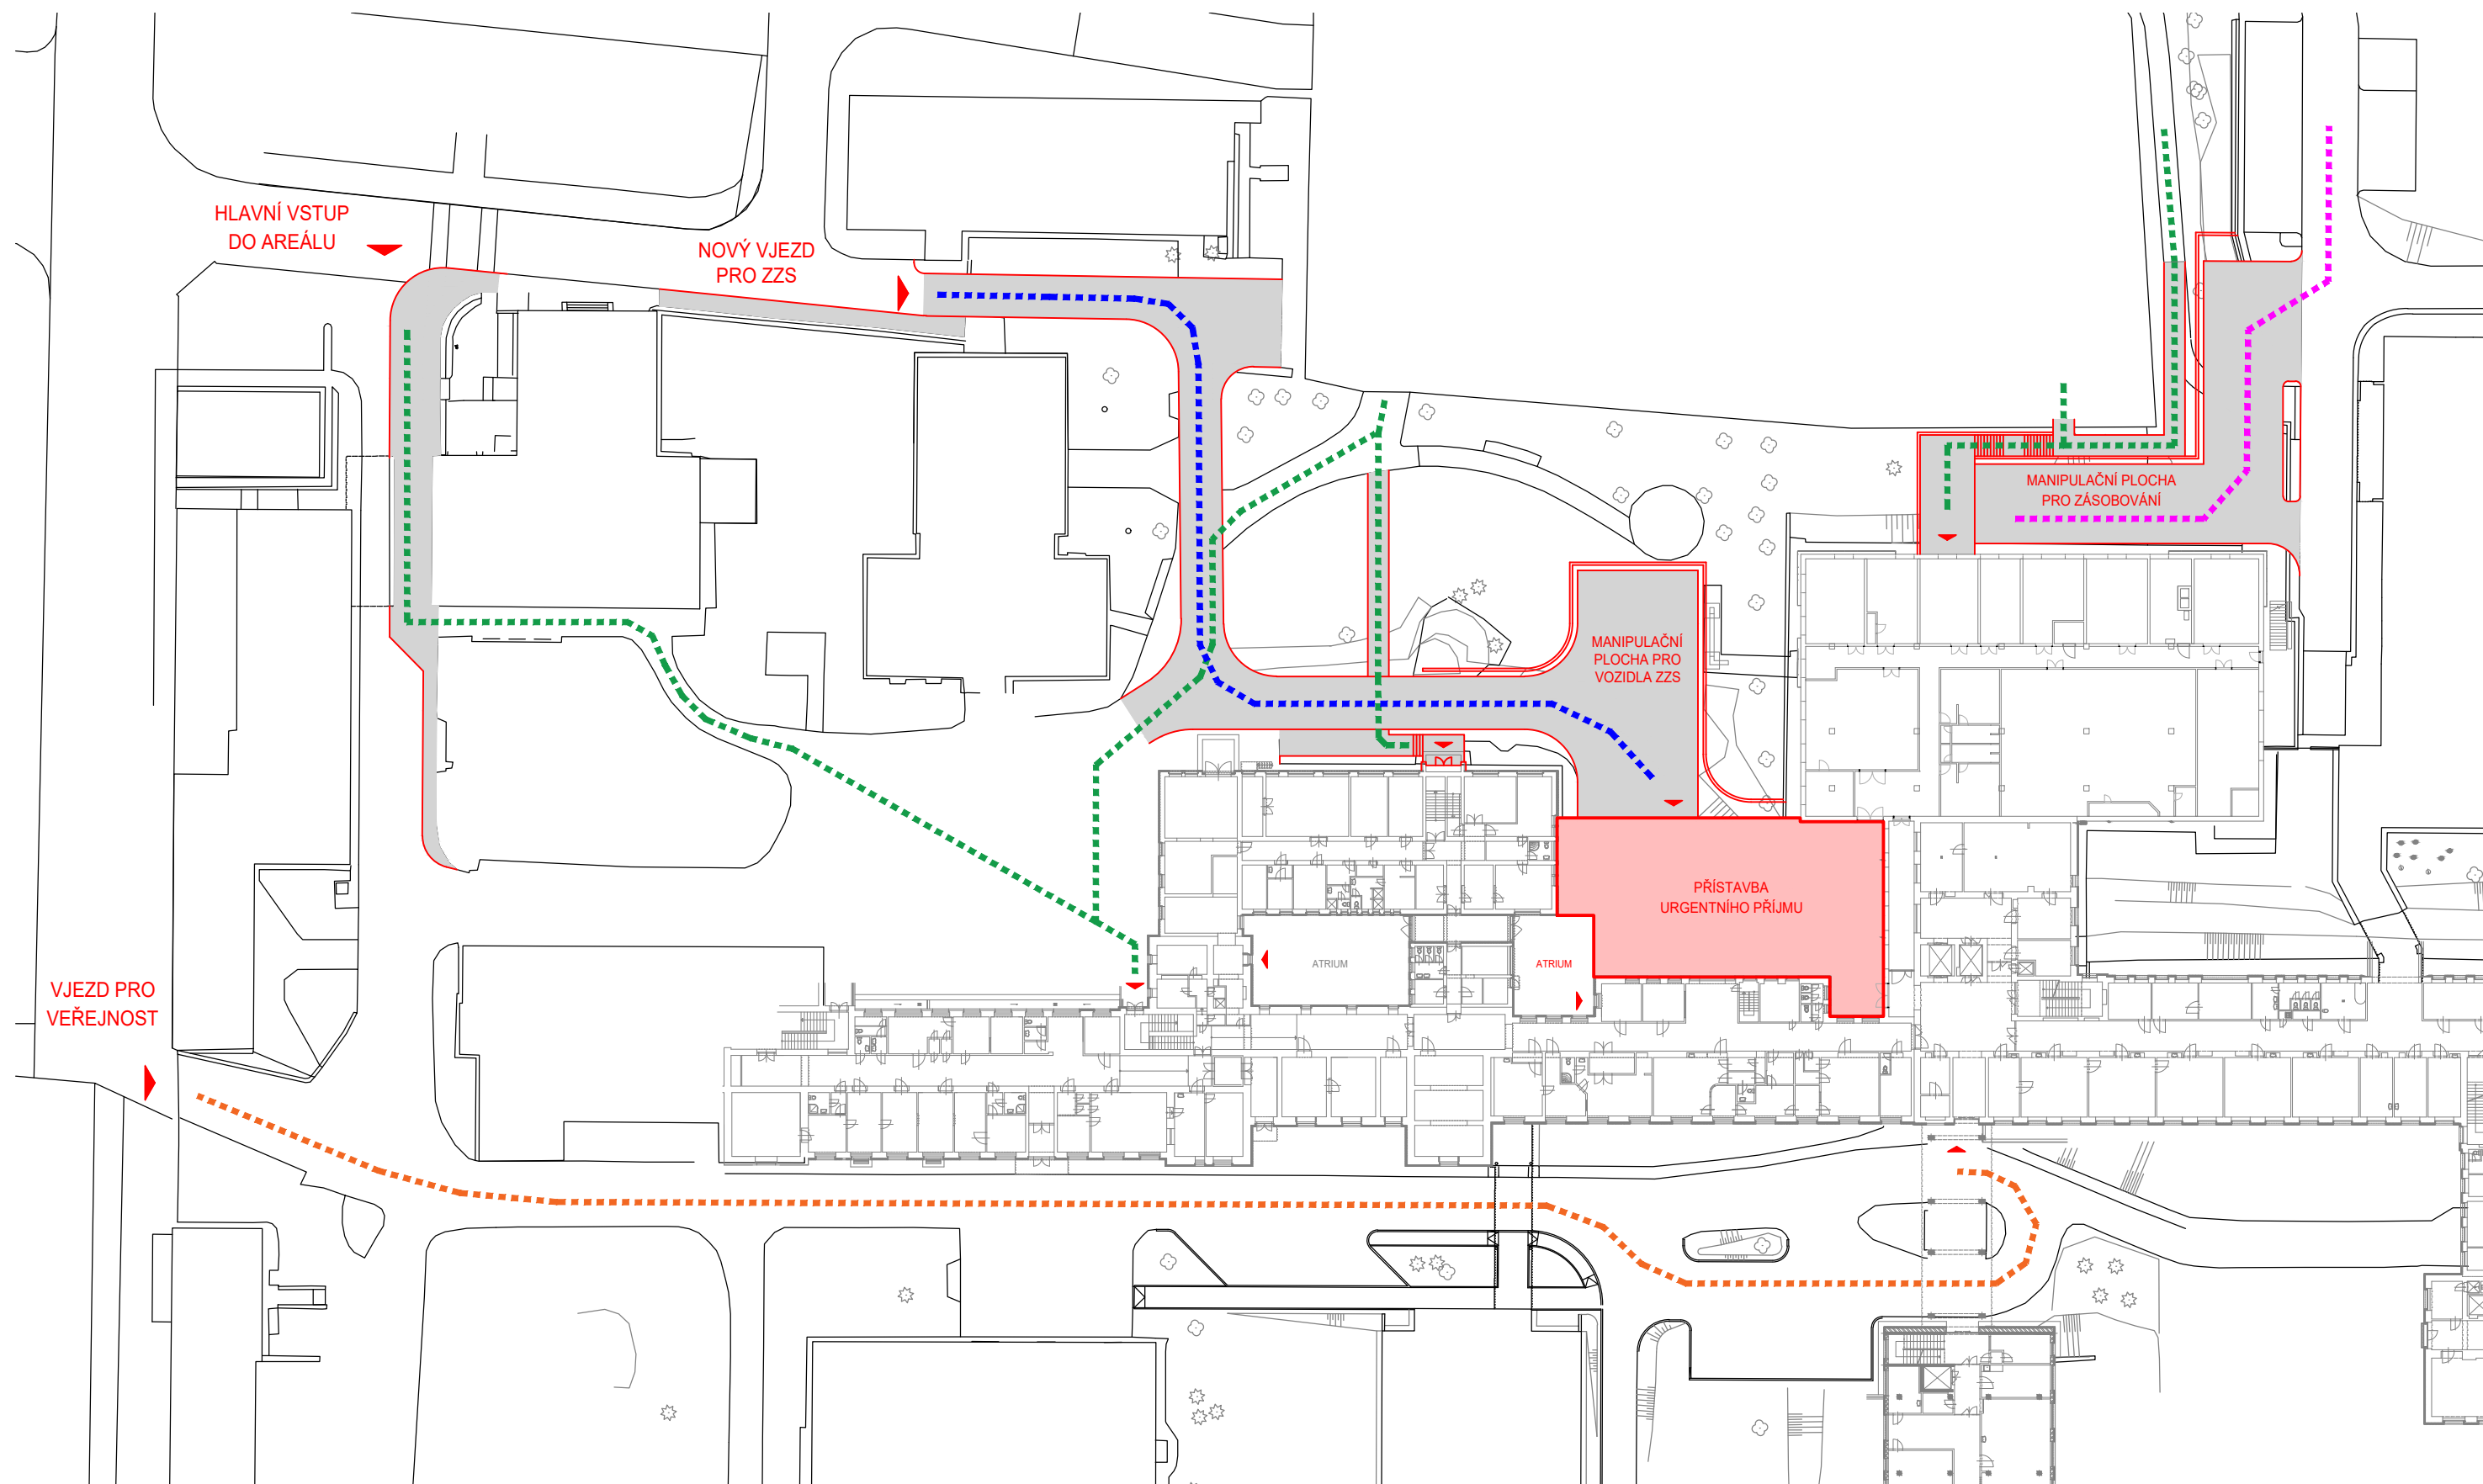 HLAVNÍ VSTUP
DO AREÁLU
NOVÝ VJEZD
PRO ZZS
MANIPULAČNÍ PLOCHA
PRO ZÁSOBOVÁNÍ
MANIPULAČNÍ
PLOCHA PRO
VOZIDLA ZZS
PŘÍSTAVBA
URGENTNÍHO PŘÍJMU
ATRIUM
ATRIUM
VJEZD PRO
VEŘEJNOST